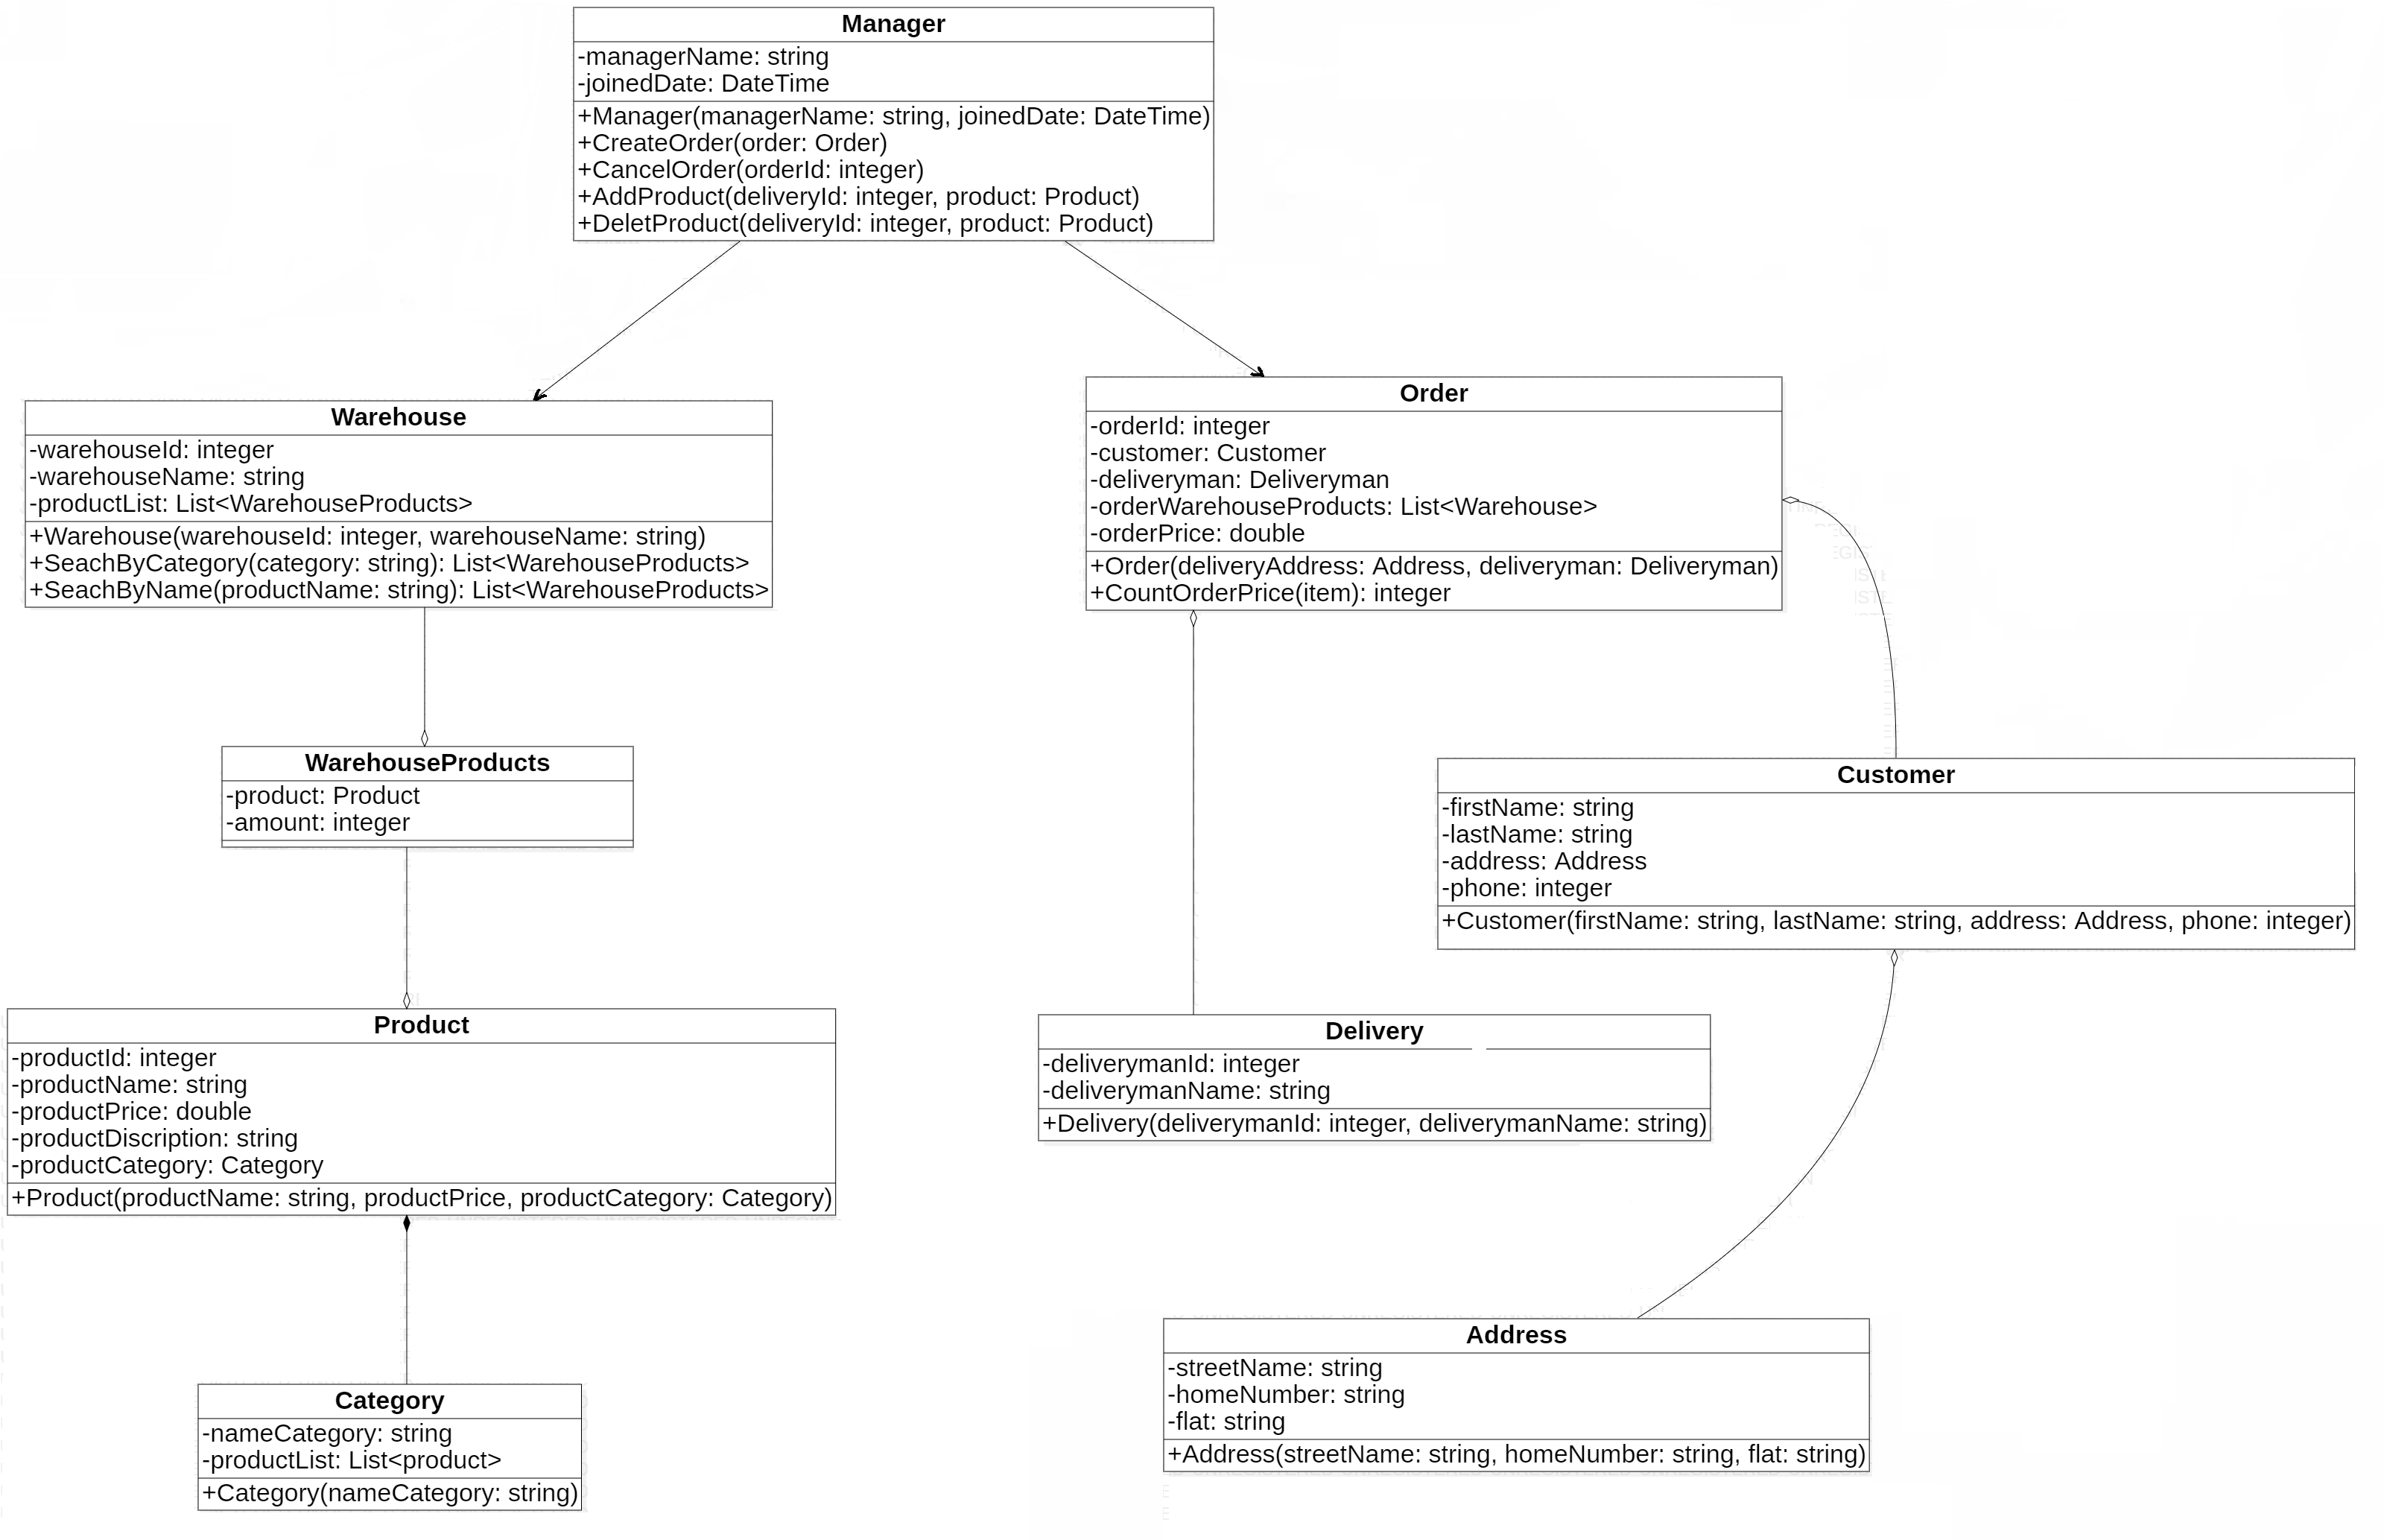 Manager
-managerName: string
-joinedDate: DateTime
+Manager(managerName: string, joinedDate: DateTime)
+CreateOrder(order: Order)
+CancelOrder(orderId: integer)
+AddProduct(deliveryId: integer, product: Product)
+DeletProduct(deliveryId: integer, product: Product)
Warehouse
-warehouseId: integer
-warehouseName: string
-productList: List<WarehouseProducts>
+Warehouse(warehouseId: integer, warehouseName: string)
+SeachByCategory(category: string): List<WarehouseProducts>
+SeachByName(productName: string): List<WarehouseProducts>
Order
-orderId: integer
-customer: Customer
-deliveryman: Deliveryman
-orderWarehouseProducts: List<Warehouse>
-orderPrice: double
+Order(deliveryAddress: Address, deliveryman: Deliveryman)
+CountOrderPrice(item): integer
WarehouseProducts
-product: Product
-amount: integer
Customer
-firstName: string
-lastName: string
-address: Address
-phone: integer
+Customer(firstName: string, lastName: string, address: Address, phone: integer)
Product
-productId: integer
-productName: string
-productPrice: double
-productDiscription: string
-productCategory: Category
+Product(productName: string, productPrice, productCategory: Category)
Delivery
-deliverymanId: integer
-deliverymanName: string
+Delivery(deliverymanId: integer, deliverymanName: string)
Address
-streetName: string
-homeNumber: string
-flat: string
+Address(streetName: string, homeNumber: string, flat: string)
Category
-nameCategory: string
-productList: List<product>
+Category(nameCategory: string)